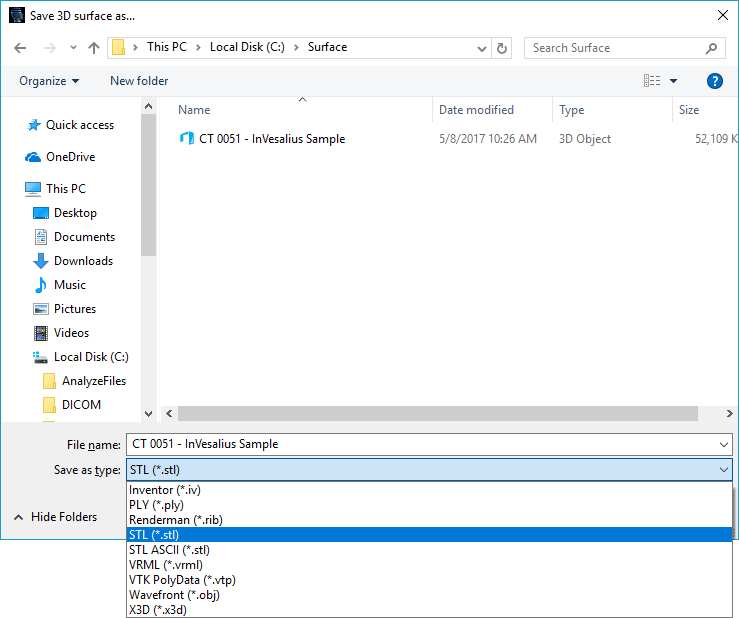 Save 3D surface as...
This PC Local Disk (C:) Surface
Search Surface
Organize New folder
?
Name Date modified Type Size
CT 0051 - InVesalius Sample 5/8/2017 10:26 AM 3D Object 52,109 K
Quick access
OneDrive
This PC
Desktop
Documents
Downloads
Music
Pictures
Videos
Local Disk (C:)
AnalyzeFiles
DICOM
File name: CT 0051 - InVesalius Sample
Save as type: STL (*.stl)
Inventor (*.iv)
PLY (*.ply)
Renderman (*.rib)
STL (*.stl)
STL ASCII (*.stl)
VRML (*.vrml)
VTK PolyData (*.vtp)
Wavefront (*.obj)
X3D (*.x3d)
Hide Folders